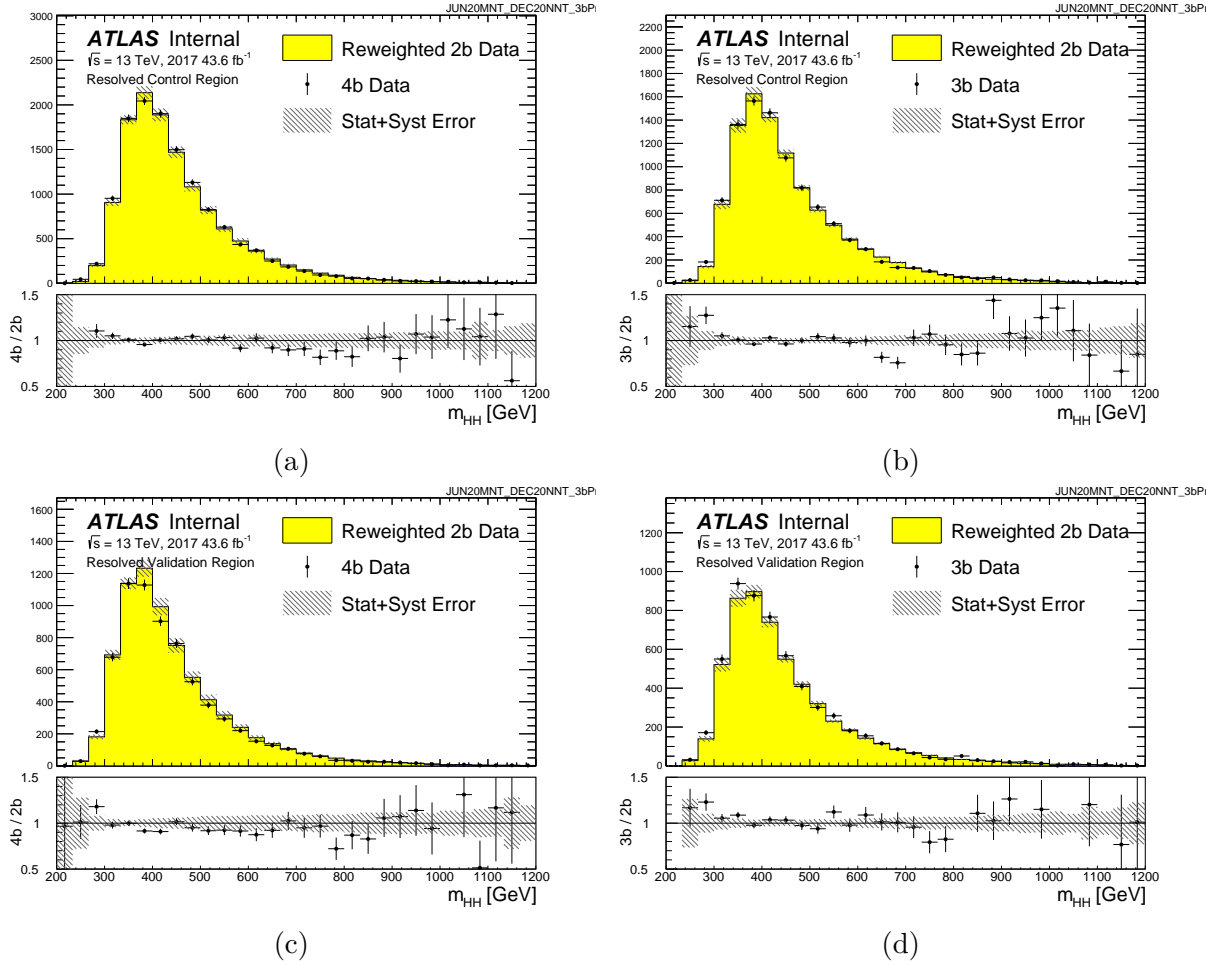 JUN20MNT_DEC20NNT_3bPr
ATLAS Internal
√s = 13 TeV, 2017 43.6 fb-1
Resolved Control Region
Reweighted 2b Data
4b Data
Stat+Syst Error
3000
2500
2000
1500
1000
500
0
4b / 2b
1.5
1
0.5
200 300 400 500 600 700 800 900 1000 1100 1200
mHH [GeV]
(a)
JUN20MNT_DEC20NNT_3bPr
ATLAS Internal
√s = 13 TeV, 2017 43.6 fb-1
Resolved Control Region
Reweighted 2b Data
3b Data
Stat+Syst Error
2200
2000
1800
1600
1400
1200
1000
800
600
400
200
0
3b / 2b
1.5
1
0.5
200 300 400 500 600 700 800 900 1000 1100 1200
mHH [GeV]
(b)
JUN20MNT_DEC20NNT_3bPr
ATLAS Internal
√s = 13 TeV, 2017 43.6 fb-1
Resolved Validation Region
Reweighted 2b Data
4b Data
Stat+Syst Error
1600
1400
1200
1000
800
600
400
200
0
4b / 2b
1.5
1
0.5
200 300 400 500 600 700 800 900 1000 1100 1200
mHH [GeV]
(c)
JUN20MNT_DEC20NNT_3bPr
ATLAS Internal
√s = 13 TeV, 2017 43.6 fb-1
Resolved Validation Region
Reweighted 2b Data
3b Data
Stat+Syst Error
1200
1000
800
600
400
200
0
3b / 2b
1.5
1
0.5
200 300 400 500 600 700 800 900 1000 1100 1200
mHH [GeV]
(d)